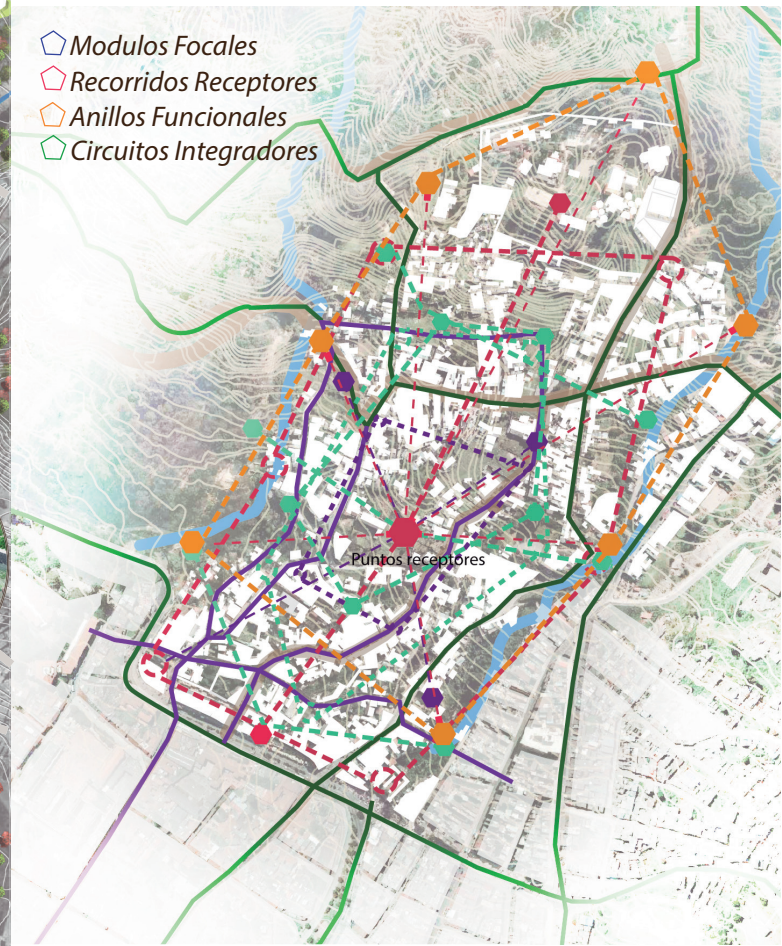 Modulos Focales
Recorridos Receptores
Anillos Funcionales
Circuitos Integradores
Puntos receptores